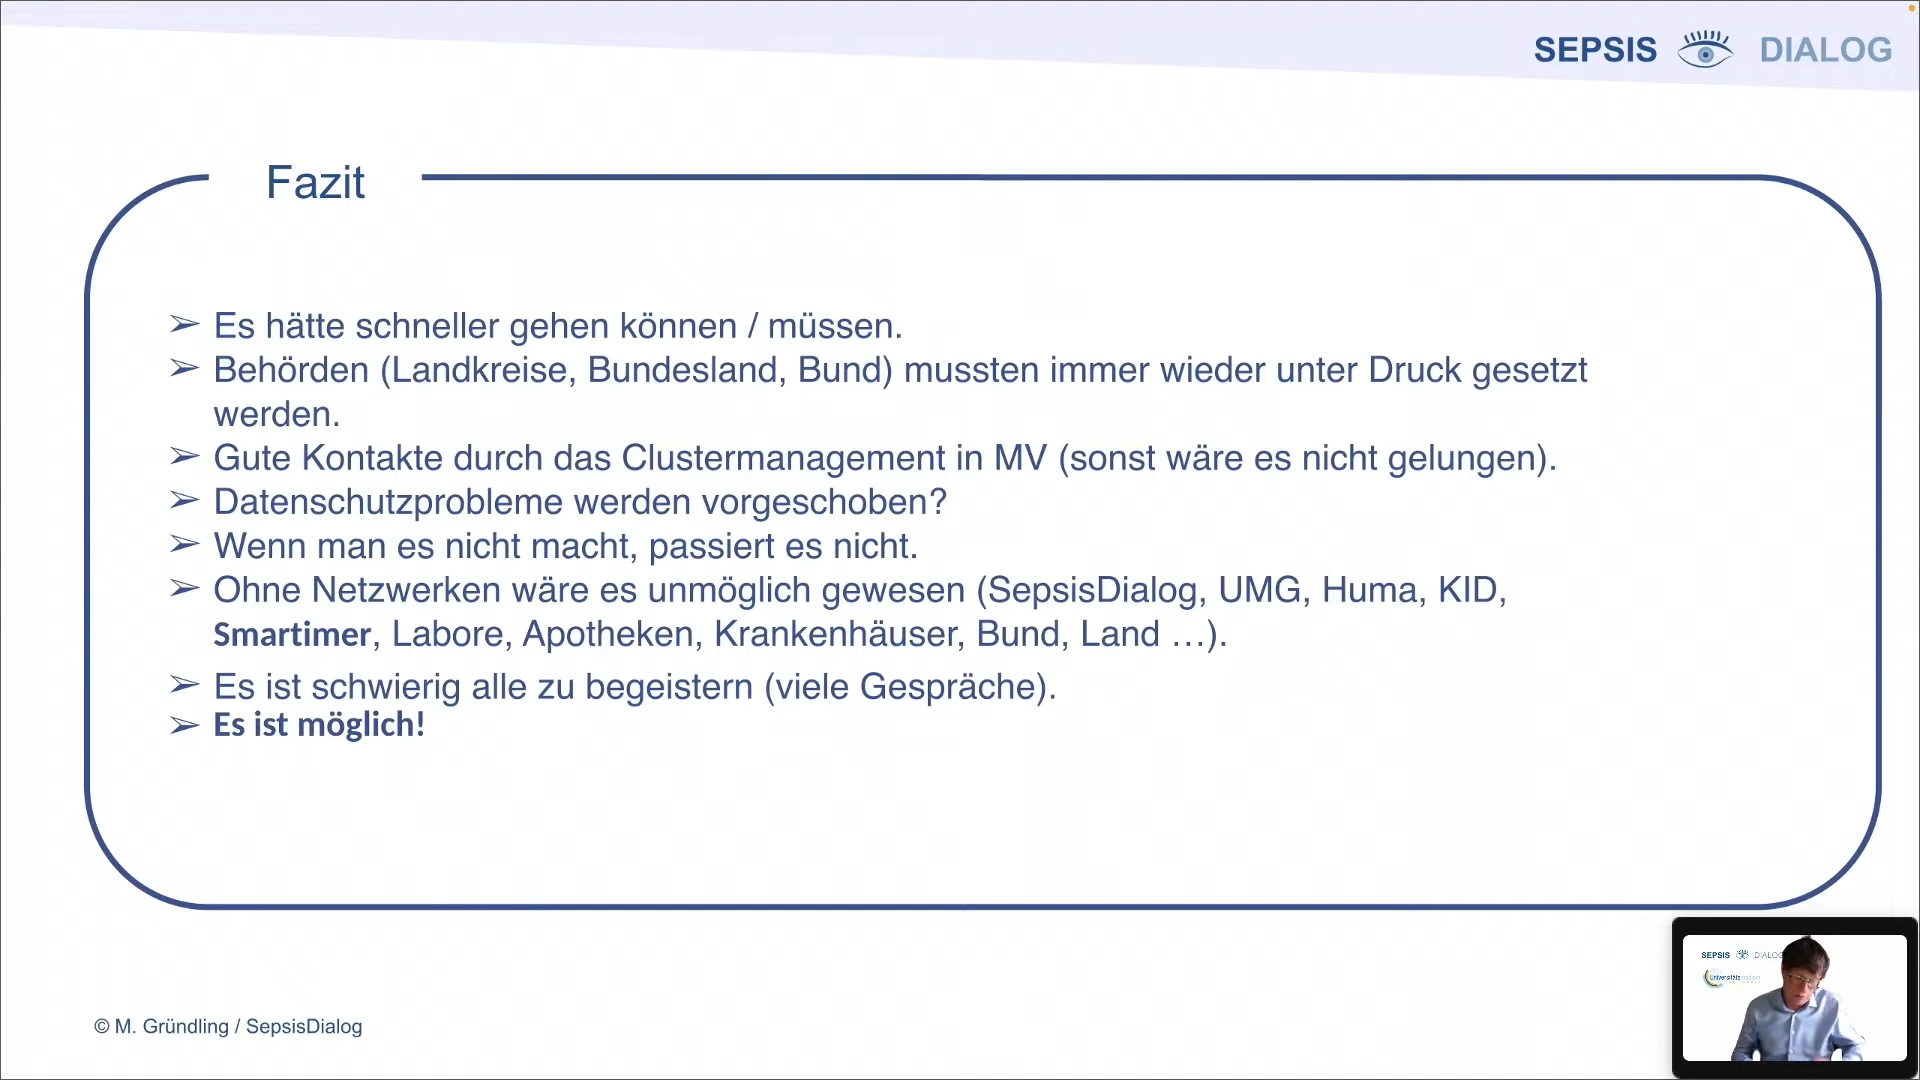 SEPSIS DIALOG
Fazit
➢ Es hätte schneller gehen können / müssen.
➢ Behörden (Landkreise, Bundesland, Bund) mussten immer wieder unter Druck gesetzt
werden.
➢ Gute Kontakte durch das Clustermanagement in MV (sonst wäre es nicht gelungen).
➢ Datenschutzprobleme werden vorgeschoben?
➢ Wenn man es nicht macht, passiert es nicht.
➢ Ohne Netzwerken wäre es unmöglich gewesen (SepsisDialog, UMG, Huma, KID,
Smartimer, Labore, Apotheken, Krankenhäuser, Bund, Land …).
➢ Es ist schwierig alle zu begeistern (viele Gespräche).
➢ Es ist möglich!
SEPSIS DIALOG
Universitätsmedizin
© M. Gründling / SepsisDialog